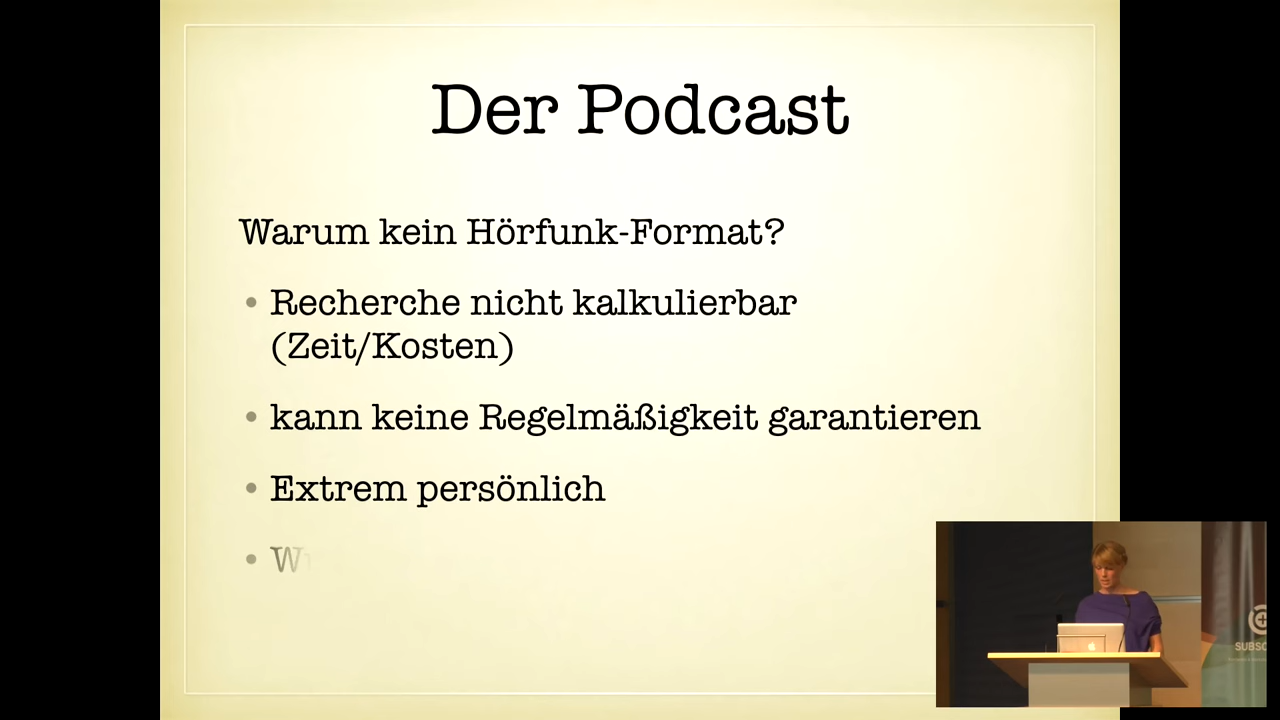 Der Podcast
Warum kein Hörfunk-Format?
• Recherche nicht kalkulierbar
(Zeit/Kosten)
• kann keine Regelmäßigkeit garantieren
• Extrem persönlich